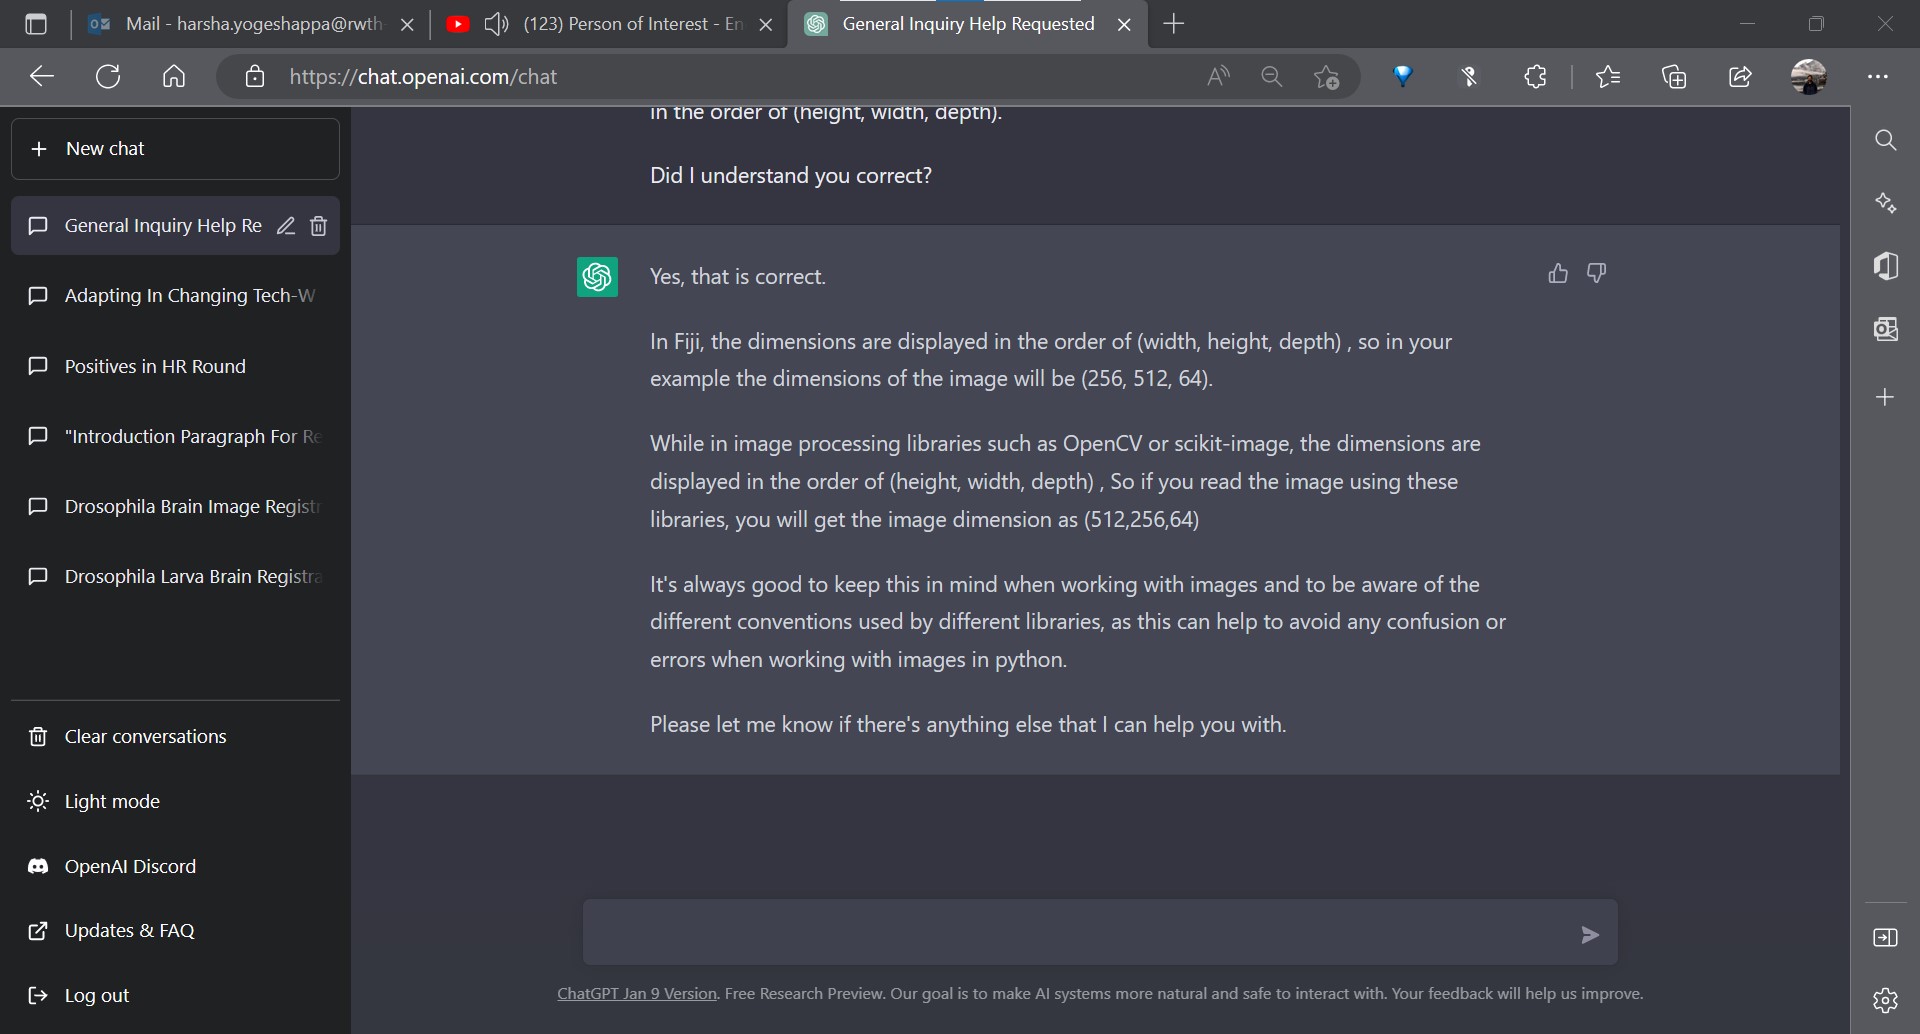 Mail - harsha.yogeshappa@rwth-
(123) Person of Interest - En
General Inquiry Help Requested
https://chat.openai.com/chat
New chat
General Inquiry Help Re
Adapting In Changing Tech-W
Positives in HR Round
"Introduction Paragraph For Re
Drosophila Brain Image Registr
Drosophila Larva Brain Registra
Clear conversations
Light mode
OpenAI Discord
Updates & FAQ
Log out
in the order of (height, width, depth).
Did I understand you correct?
Yes, that is correct.
In Fiji, the dimensions are displayed in the order of (width, height, depth) , so in your
example the dimensions of the image will be (256, 512, 64).
While in image processing libraries such as OpenCV or scikit-image, the dimensions are
displayed in the order of (height, width, depth) , So if you read the image using these
libraries, you will get the image dimension as (512,256,64)
It's always good to keep this in mind when working with images and to be aware of the
different conventions used by different libraries, as this can help to avoid any confusion or
errors when working with images in python.
Please let me know if there's anything else that I can help you with.
ChatGPT Jan 9 Version. Free Research Preview. Our goal is to make AI systems more natural and safe to interact with. Your feedback will help us improve.